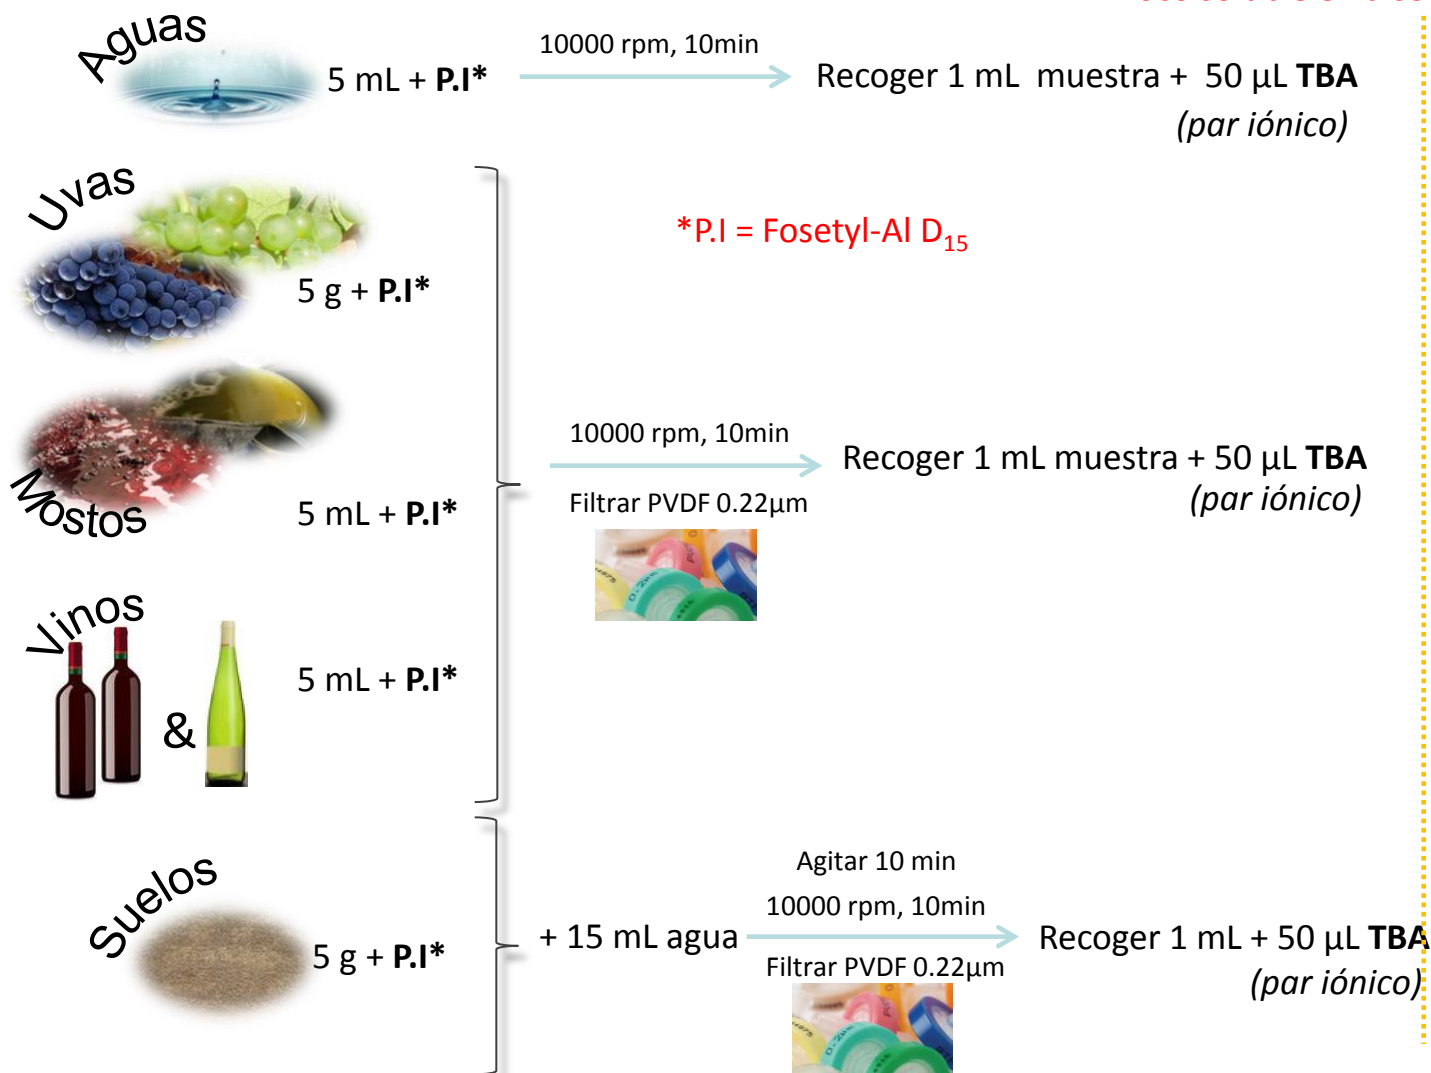 Aguas
10000 rpm, 10min
5 mL + P.I*
Recoger 1 mL muestra + 50 µL TBA
(par iónico)
Uvas
*P.I = Fosetyl-Al D15
5 g + P.I*
Mostos
5 mL + P.I*
10000 rpm, 10min
Filtrar PVDF 0.22µm
Recoger 1 mL muestra + 50 µL TBA
(par iónico)
Vinos
&
5 mL + P.I*
Suelos
5 g + P.I*
+ 15 mL agua
Agitar 10 min
10000 rpm, 10min
Filtrar PVDF 0.22µm
Recoger 1 mL + 50 µL TBA
(par iónico)